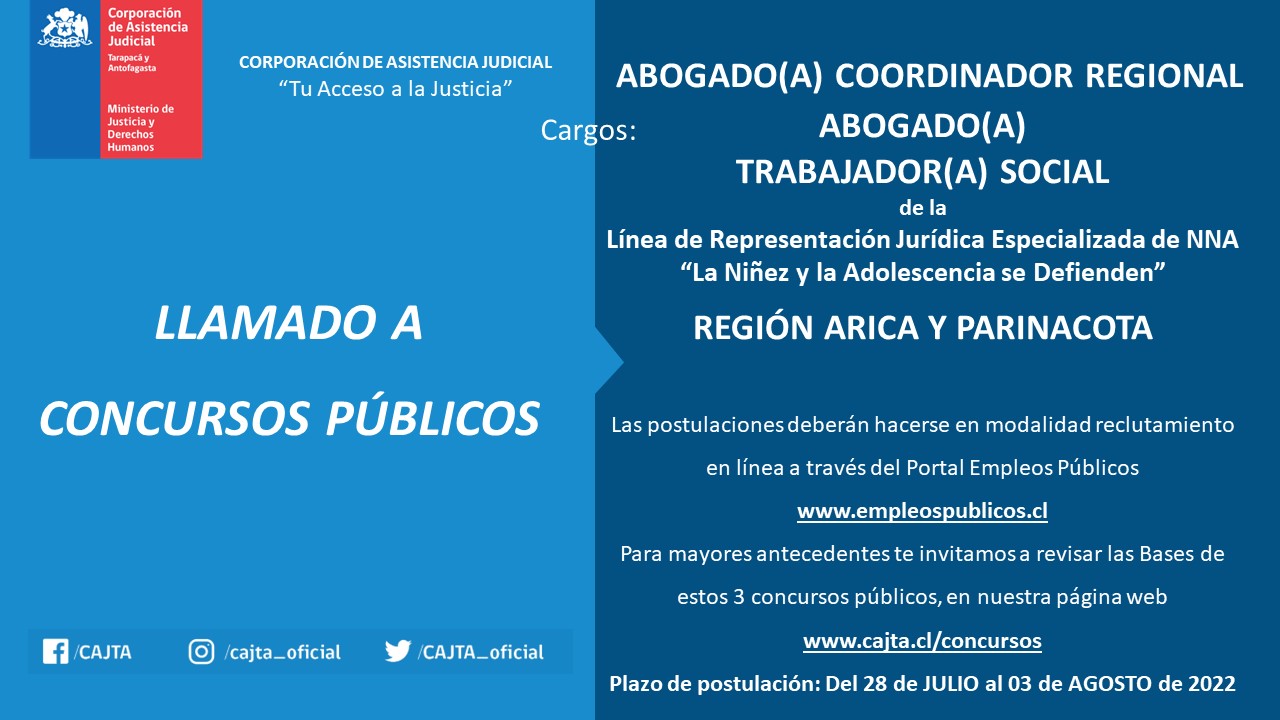 Corporación
de Asistencia
Judicial
Tarapacá y
Antofagasta
Ministerio de
Justicia y
Derechos
Humanos
CORPORACIÓN DE ASISTENCIA JUDICIAL
“Tu Acceso a la Justicia”
LLAMADO A
CONCURSOS PÚBLICOS
/CAJTA
/cajta_oficial
/CAJTA_oficial
Cargos:
ABOGADO(A) COORDINADOR REGIONAL
ABOGADO(A)
TRABAJADOR(A) SOCIAL
de la
Línea de Representación Jurídica Especializada de NNA
“La Niñez y la Adolescencia se Defienden”
REGIÓN ARICA Y PARINACOTA
Las postulaciones deberán hacerse en modalidad reclutamiento
en línea a través del Portal Empleos Públicos
www.empleospublicos.cl
Para mayores antecedentes te invitamos a revisar las Bases de
estos 3 concursos públicos, en nuestra página web
www.cajta.cl/concursos
Plazo de postulación: Del 28 de JULIO al 03 de AGOSTO de 2022